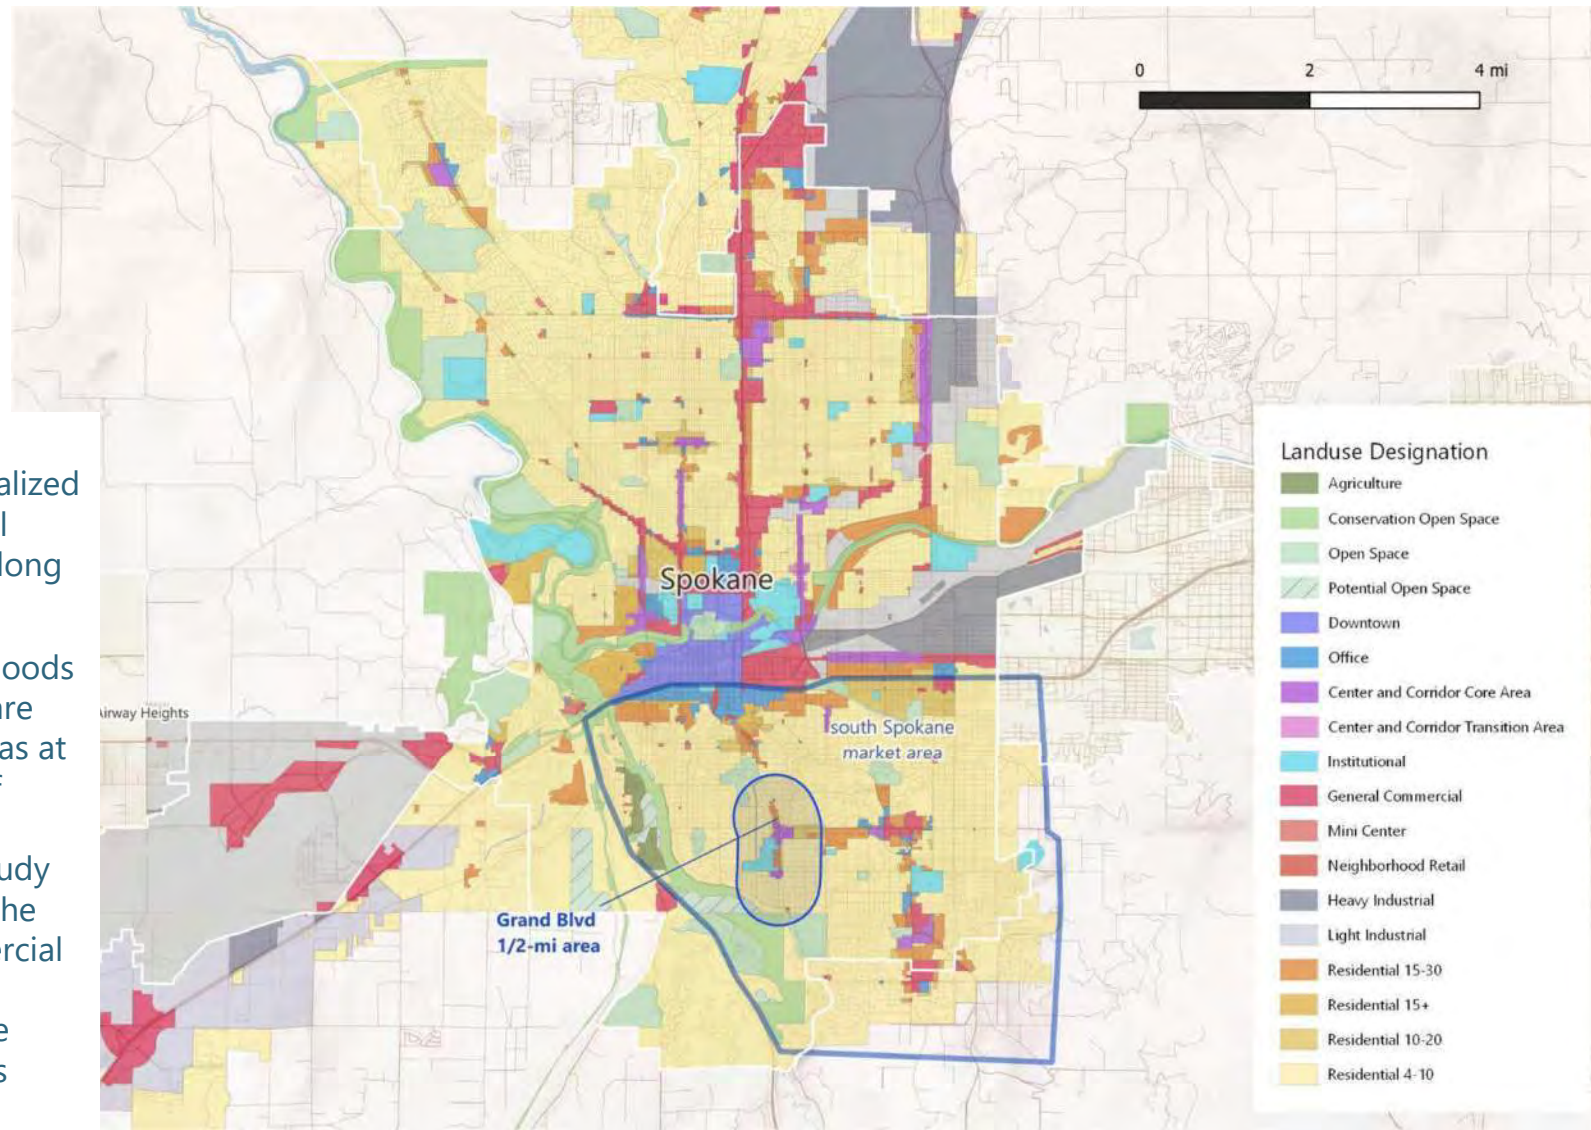 0 2 4 mi
alized
l
long
oods
are
as at
f
udy
he
ercial
e
s
Spokane
Airway Heights
south Spokane
market area
Grand Blvd
1/2-mi area
Landuse Designation
Agriculture
Conservation Open Space
Open Space
Potential Open Space
Downtown
Office
Center and Corridor Core Area
Center and Corridor Transition Area
Institutional
General Commercial
Mini Center
Neighborhood Retail
Heavy Industrial
Light Industrial
Residential 15-30
Residential 15+
Residential 10-20
Residential 4-10